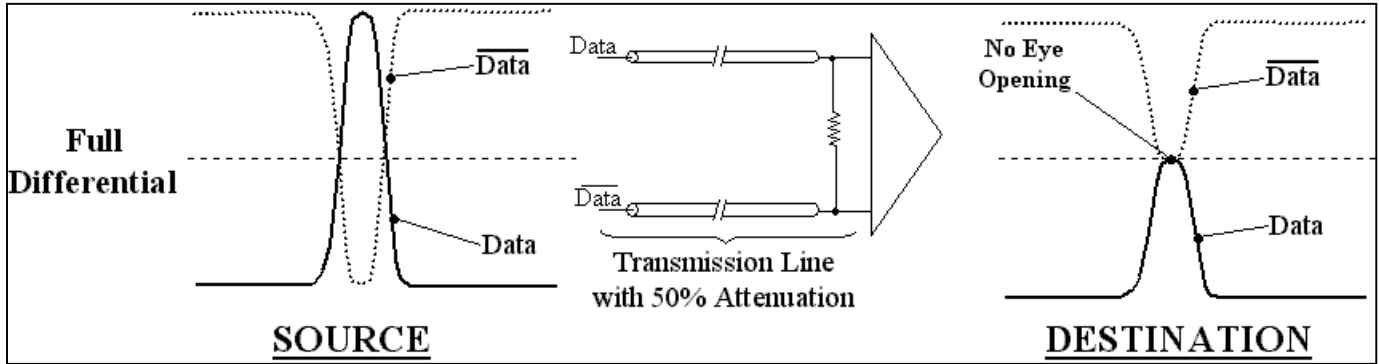 Full
Differential
Data
Data
SOURCE
Data
Data
Transmission Line
with 50% Attenuation
No Eye
Opening
Data
Data
DESTINATION